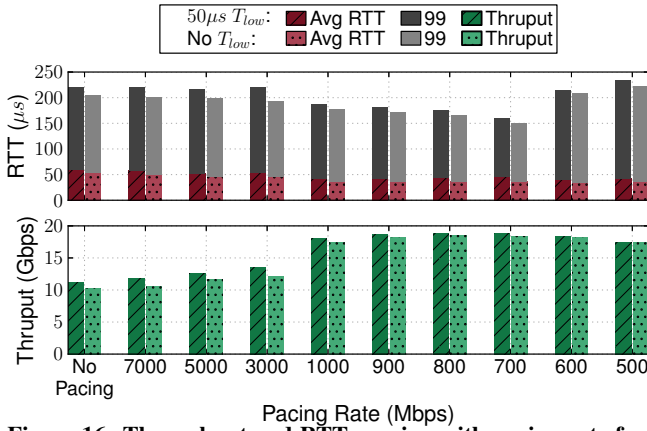 50μs T_low: Avg RTT 99 Thruput
No T_low: Avg RTT 99 Thruput
250
200
150
100
50
0
RTT (μs)
20
15
10
5
0
Thruput (Gbps)
No Pacing 7000 5000 3000 1000 900 800 700 600 500
Pacing Rate (Mbps)